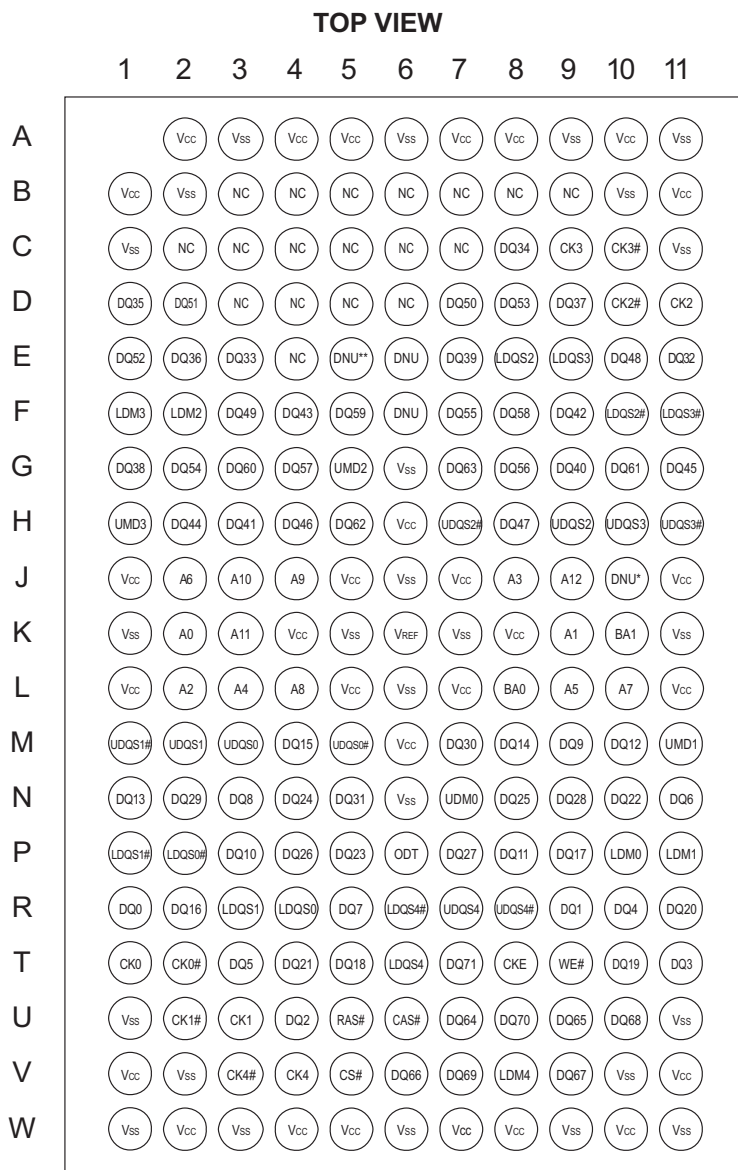 TOP VIEW
1 2 3 4 5 6 7 8 9 10 11
A Vcc Vss Vcc Vcc Vss Vcc Vcc Vss Vcc Vss
B Vcc Vss NC NC NC NC NC NC NC Vss Vcc
C Vss NC NC NC NC NC NC DQ34 CK3 CK3# Vss
D DQ35 DQ51 NC NC NC NC DQ50 DQ53 DQ37 CK2# CK2
E DQ52 DQ36 DQ33 NC DNU** DNU DQ39 LDQS2 LDQS3 DQ48 DQ32
F LDM3 LDM2 DQ49 DQ43 DQ59 DNU DQ55 DQ58 DQ42 LDQS2# LDQS3#
G DQ38 DQ54 DQ60 DQ57 UMD2 Vss DQ63 DQ56 DQ40 DQ61 DQ45
H UMD3 DQ44 DQ41 DQ46 DQ62 Vcc UDQS2# DQ47 UDQS2 UDQS3 UDQS3#
J Vcc A6 A10 A9 Vcc Vss Vcc A3 A12 DNU* Vcc
K Vss A0 A11 Vcc Vss VREF Vss Vcc A1 BA1 Vss
L Vcc A2 A4 A8 Vcc Vss Vcc BA0 A5 A7 Vcc
M UDQS1# UDQS1 UDQS0 DQ15 UDQS0# Vcc DQ30 DQ14 DQ9 DQ12 UMD1
N DQ13 DQ29 DQ8 DQ24 DQ31 Vss UDM0 DQ25 DQ28 DQ22 DQ6
P LDQS1# LDQS0# DQ10 DQ26 DQ23 ODT DQ27 DQ11 DQ17 LDM0 LDM1
R DQ0 DQ16 LDQS1 LDQS0 DQ7 LDQS4# UDQS4 UDQS4# DQ1 DQ4 DQ20
T CK0 CK0# DQ5 DQ21 DQ18 LDQS4 DQ71 CKE WE# DQ19 DQ3
U Vss CK1# CK1 DQ2 RAS# CAS# DQ64 DQ70 DQ65 DQ68 Vss
V Vcc Vss CK4# CK4 CS# DQ66 DQ69 LDM4 DQ67 Vss Vcc
W Vss Vcc Vss Vcc Vcc Vss Vcc Vcc Vss Vcc Vss